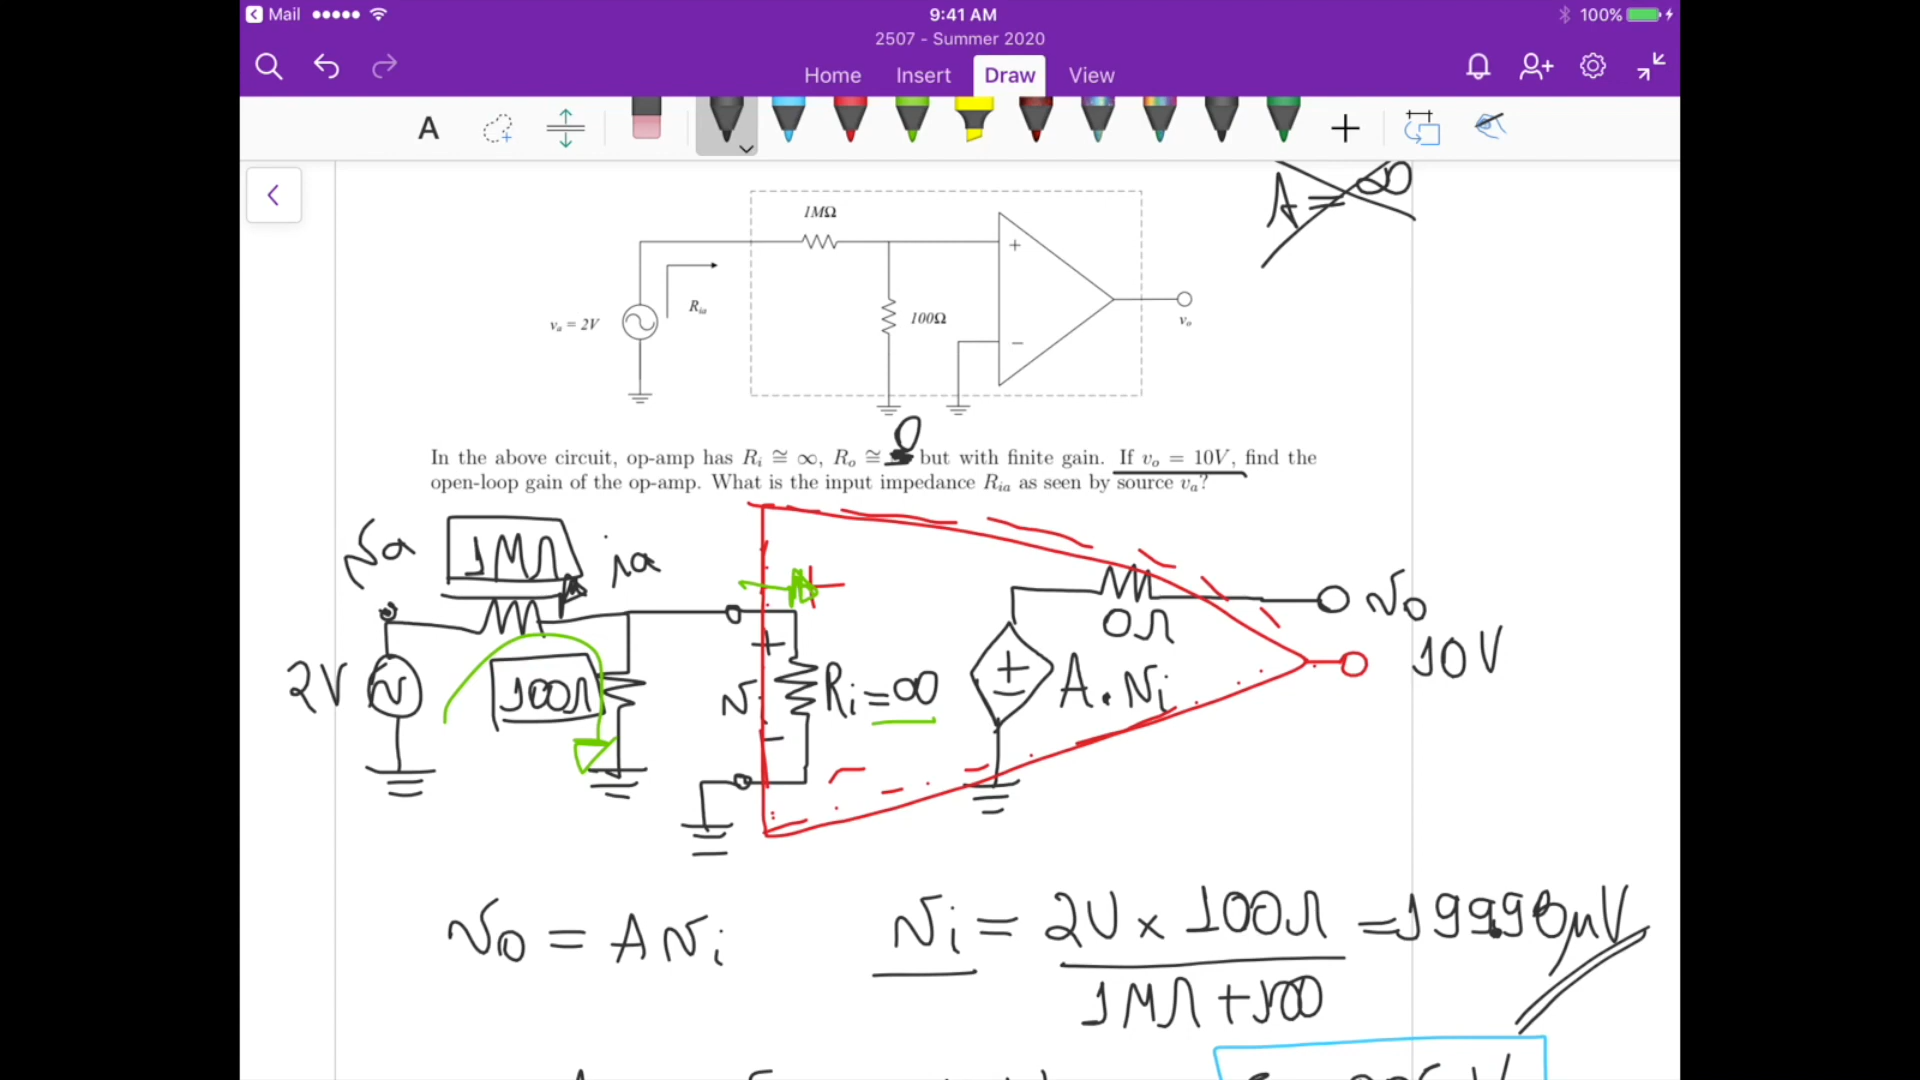 Mail 9:41 AM 100%
2507 - Summer 2020
Home Insert Draw View
A
A = ∞
1MΩ
+
R_ia
100Ω
v_a = 2V
v_o
−
0
In the above circuit, op-amp has R_i ≅ ∞, R_o ≅ but with finite gain. If v_o = 10V, find the
open-loop gain of the op-amp. What is the input impedance R_ia as seen by source v_a?
va 1MΩ ia
+
vo
0Ω
10V
2V 100Ω + v − Ri = ∞ + − A.vi
vo = A vi
vi = 2V × 100Ω = 199.98μV
1MΩ + 100